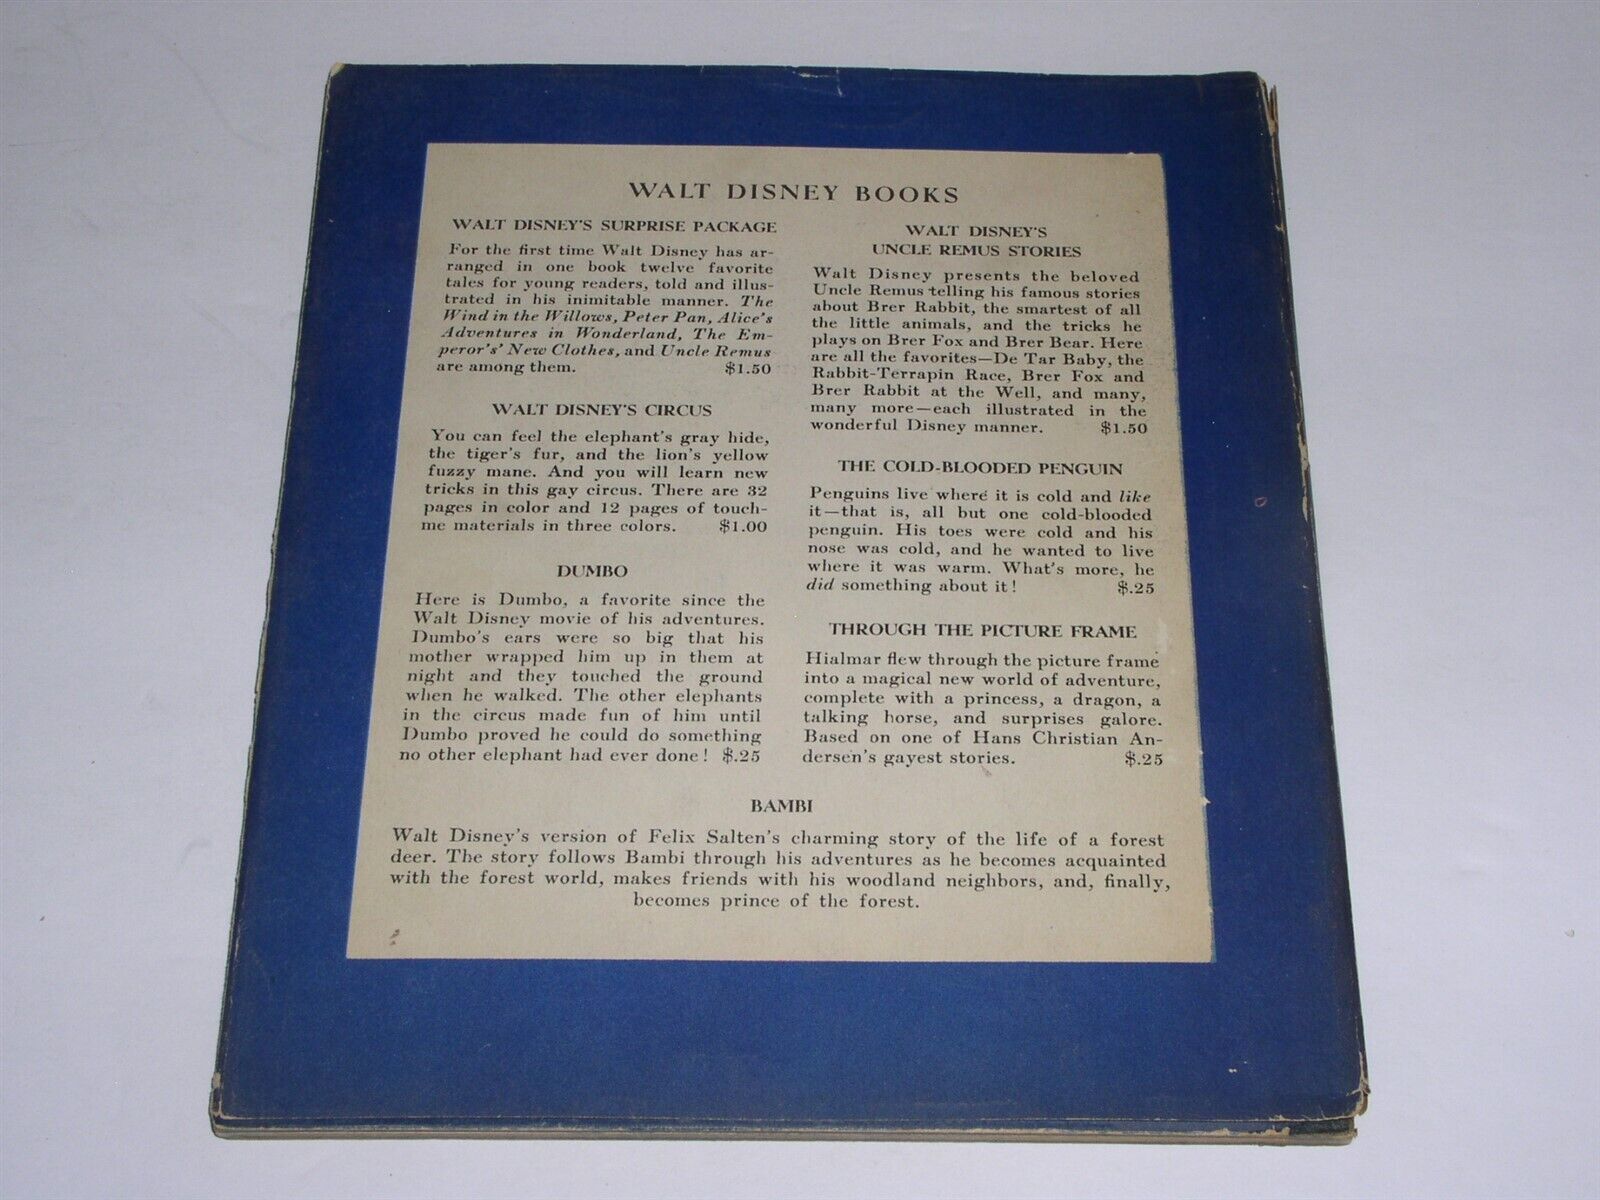 WALT DISNEY BOOKS
WALT DISNEY'S SURPRISE PACKAGE
For the first time Walt Disney has ar-
ranged in one book twelve favorite
tales for young readers, told and illus-
trated in his inimitable manner. The
Wind in the Willows, Peter Pan, Alice's
Adventures in Wonderland, The Em-
peror's' New Clothes, and Uncle Remus
are among them. $1.50
WALT DISNEY'S CIRCUS
You can feel the elephant's gray hide,
the tiger's fur, and the lion's yellow
fuzzy mane. And you will learn new
tricks in this gay circus. There are 32
pages in color and 12 pages of touch-
me materials in three colors. $1.00
DUMBO
Here is Dumbo, a favorite since the
Walt Disney movie of his adventures.
Dumbo's ears were so big that his
mother wrapped him up in them at
night and they touched the ground
when he walked. The other elephants
in the circus made fun of him until
Dumbo proved he could do something
no other elephant had ever done! $.25
WALT DISNEY'S
UNCLE REMUS STORIES
Walt Disney presents the beloved
Uncle Remus telling his famous stories
about Brer Rabbit, the smartest of all
the little animals, and the tricks he
plays on Brer Fox and Brer Bear. Here
are all the favorites—De Tar Baby, the
Rabbit-Terrapin Race, Brer Fox and
Brer Rabbit at the Well, and many,
many more—each illustrated in the
wonderful Disney manner. $1.50
THE COLD-BLOODED PENGUIN
Penguins live where it is cold and like
it—that is, all but one cold-blooded
penguin. His toes were cold and his
nose was cold, and he wanted to live
where it was warm. What's more, he
did something about it! $.25
THROUGH THE PICTURE FRAME
Hialmar flew through the picture frame
into a magical new world of adventure,
complete with a princess, a dragon, a
talking horse, and surprises galore.
Based on one of Hans Christian An-
dersen's gayest stories. $.25
BAMBI
Walt Disney's version of Felix Salten's charming story of the life of a forest
deer. The story follows Bambi through his adventures as he becomes acquainted
with the forest world, makes friends with his woodland neighbors, and, finally,
becomes prince of the forest.